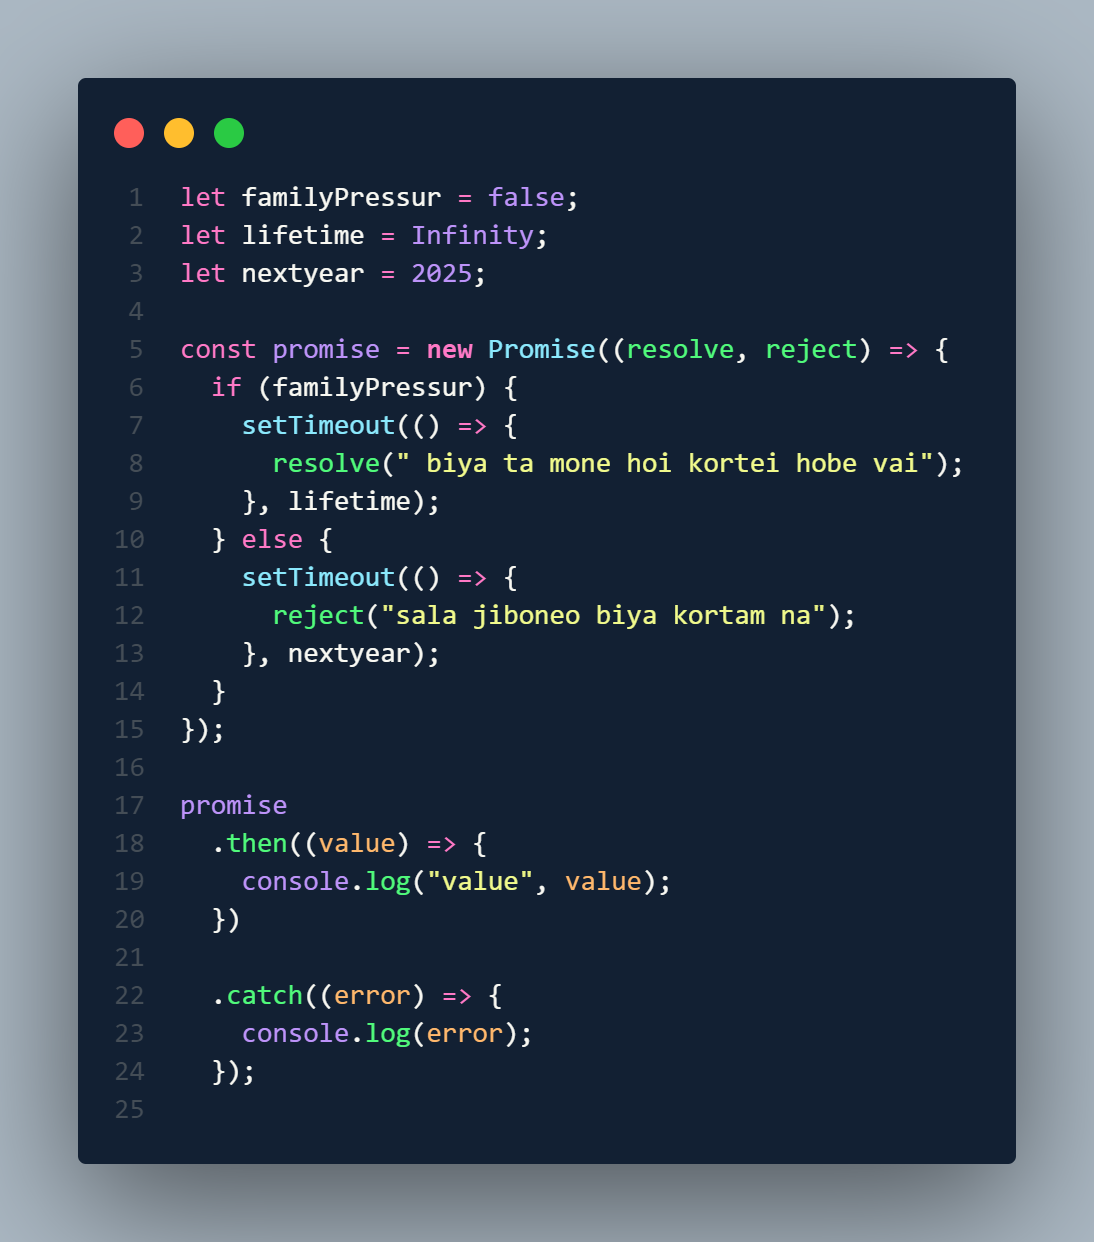 1 let familyPressur = false;
2 let lifetime = Infinity;
3 let nextyear = 2025;
4
5 const promise = new Promise((resolve, reject) => {
6   if (familyPressur) {
7     setTimeout(() => {
8       resolve(" biya ta mone hoi kortei hobe vai");
9     }, lifetime);
10   } else {
11     setTimeout(() => {
12       reject("sala jiboneo biya kortam na");
13     }, nextyear);
14   }
15 });
16
17 promise
18   .then((value) => {
19     console.log("value", value);
20   })
21
22   .catch((error) => {
23     console.log(error);
24   });
25